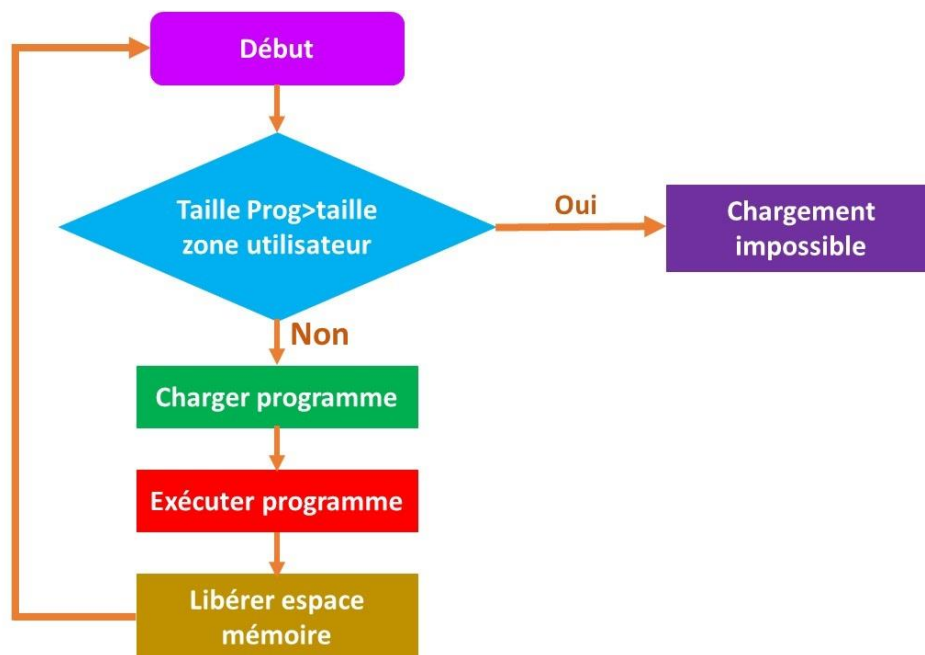 Début
Taille Prog>taille
zone utilisateur
Oui
Chargement
impossible
Non
Charger programme
Exécuter programme
Libérer espace
mémoire